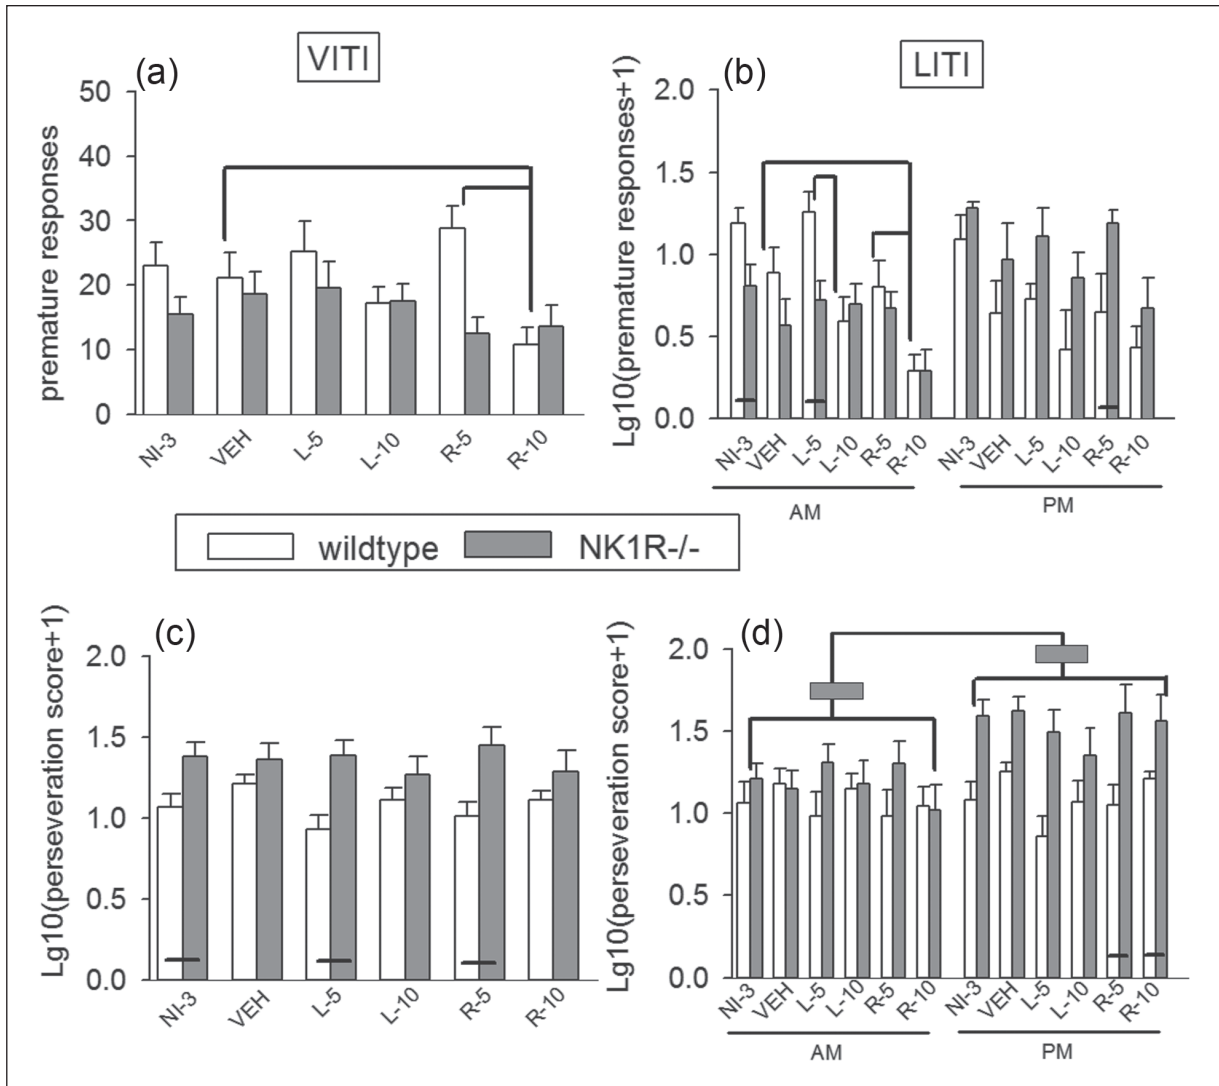 VITI
(a)
premature responses
50
40
30
20
10
0
NI-3 VEH L-5 L-10 R-5 R-10
LITI
(b)
Lg10(premature responses+1)
2.0
1.5
1.0
0.5
0.0
NI-3 VEH L-5 L-10 R-5 R-10 NI-3 VEH L-5 L-10 R-5 R-10
AM PM
wildtype NK1R-/-
(c)
Lg10(perseveration score+1)
2.0
1.5
1.0
0.5
0.0
NI-3 VEH L-5 L-10 R-5 R-10
(d)
Lg10(perseveration score+1)
2.0
1.5
1.0
0.5
0.0
NI-3 VEH L-5 L-10 R-5 R-10 NI-3 VEH L-5 L-10 R-5 R-10
AM PM